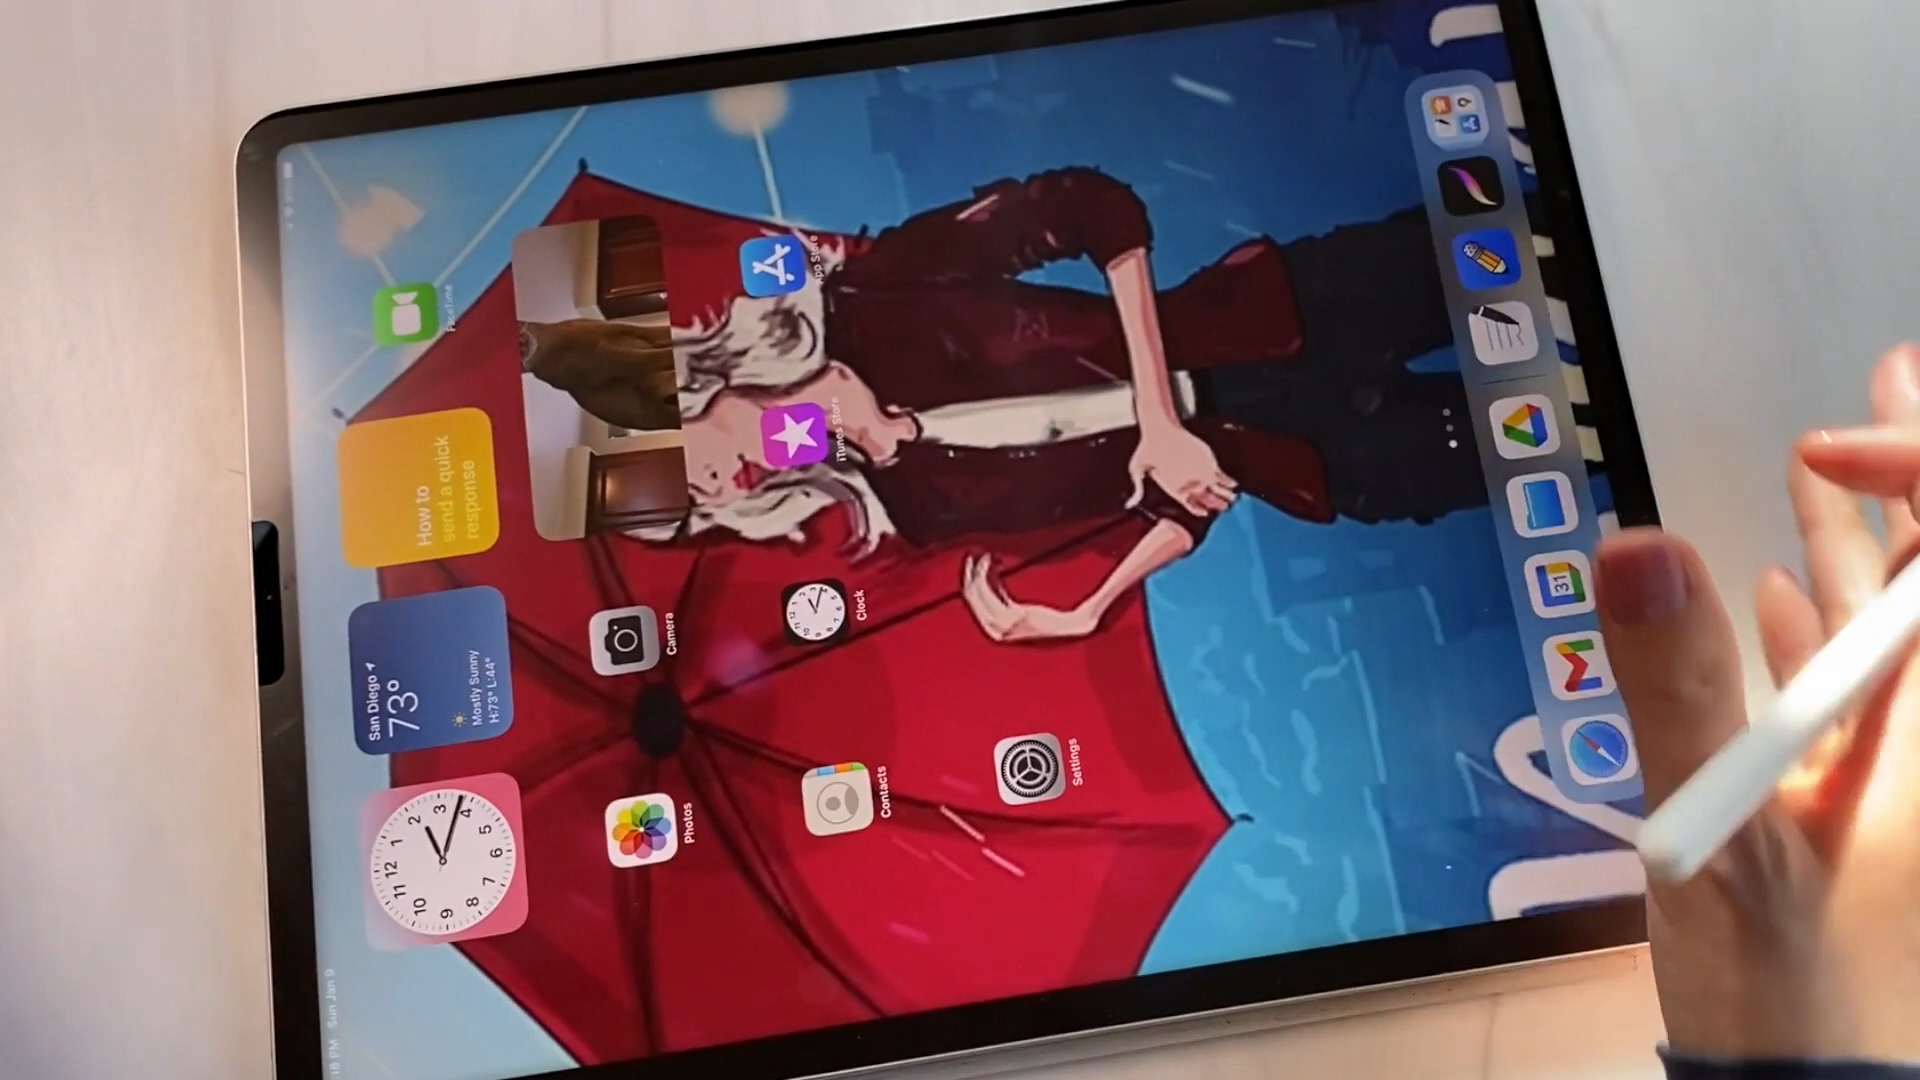 18 PM Sun Jan 9
12
1
2
3
4
5
6
7
8
9
10
11
San Diego
73°
Mostly Sunny
H:73° L:44°
How to
send a quick
response
FaceTime
Photos
Camera
Contacts
Clock
iTunes Store
App Store
Settings
31